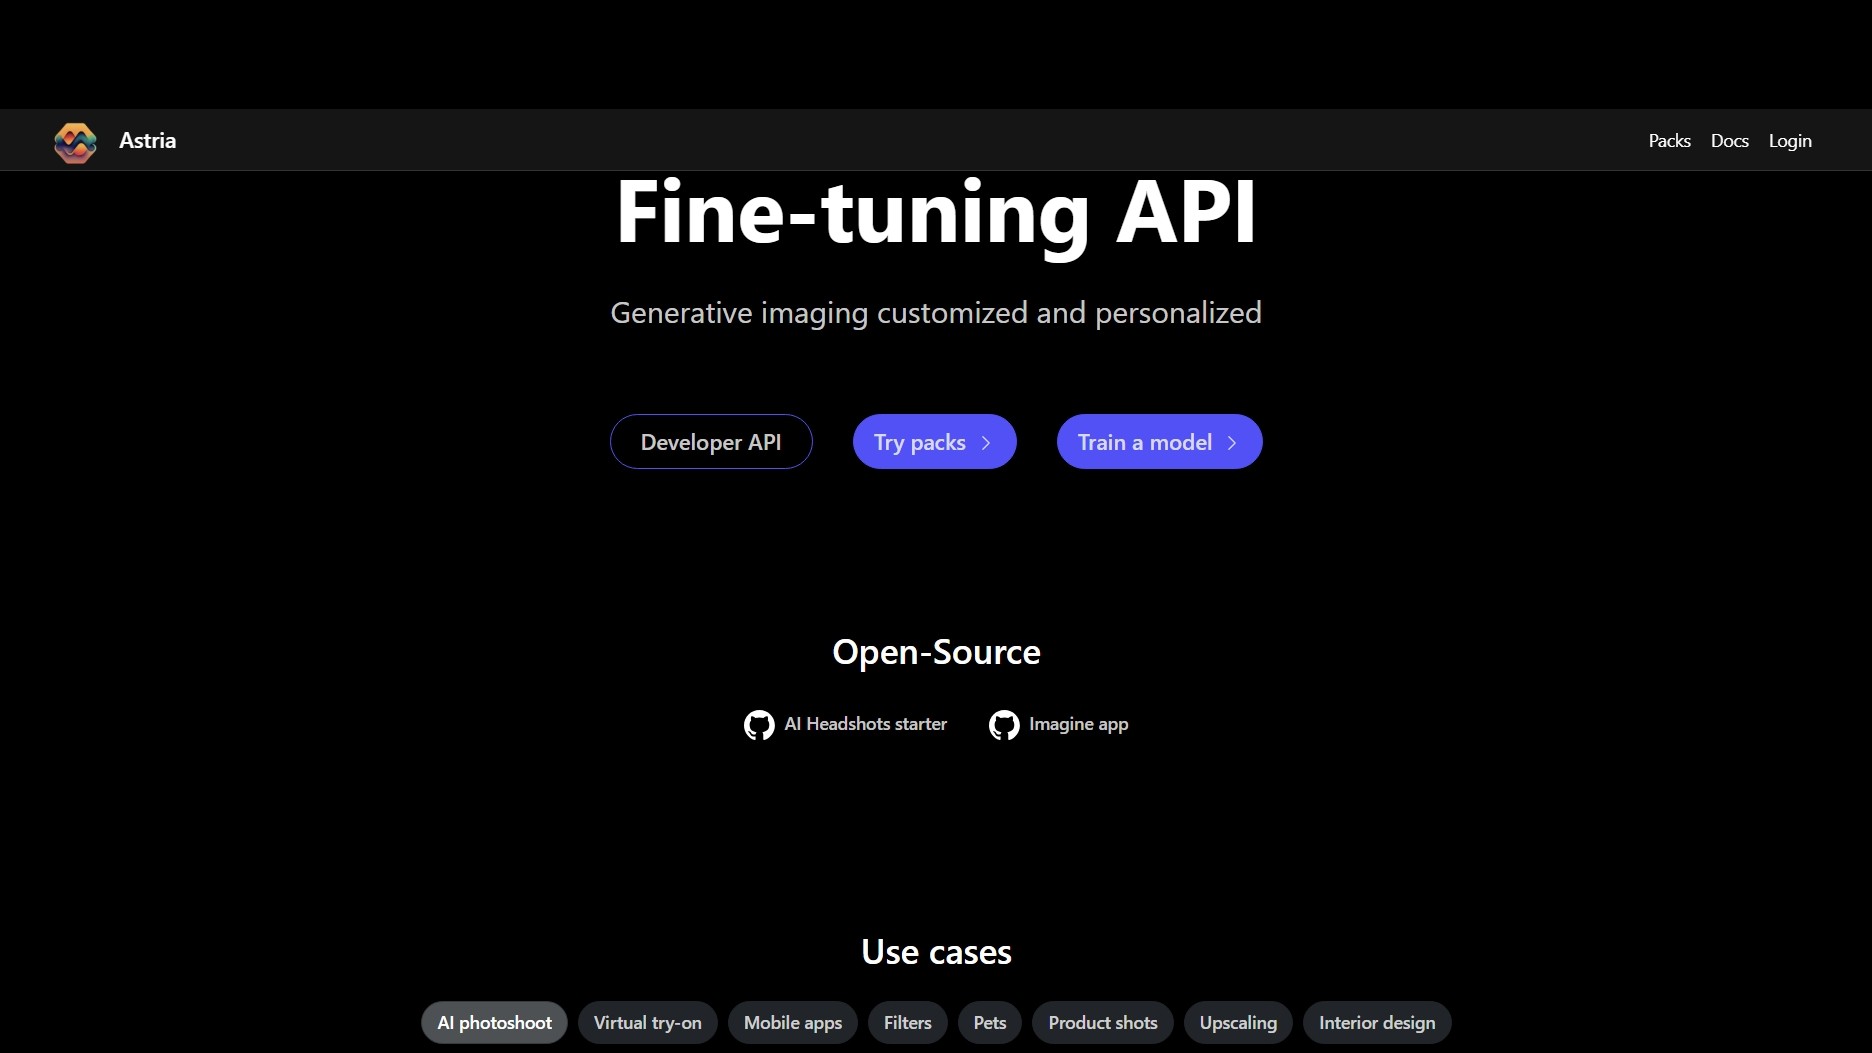 Astria
Packs Docs Login
Fine-tuning API
Generative imaging customized and personalized
Developer API
Try packs
Train a model
Open-Source
AI Headshots starter
Imagine app
Use cases
AI photoshoot
Virtual try-on
Mobile apps
Filters
Pets
Product shots
Upscaling
Interior design